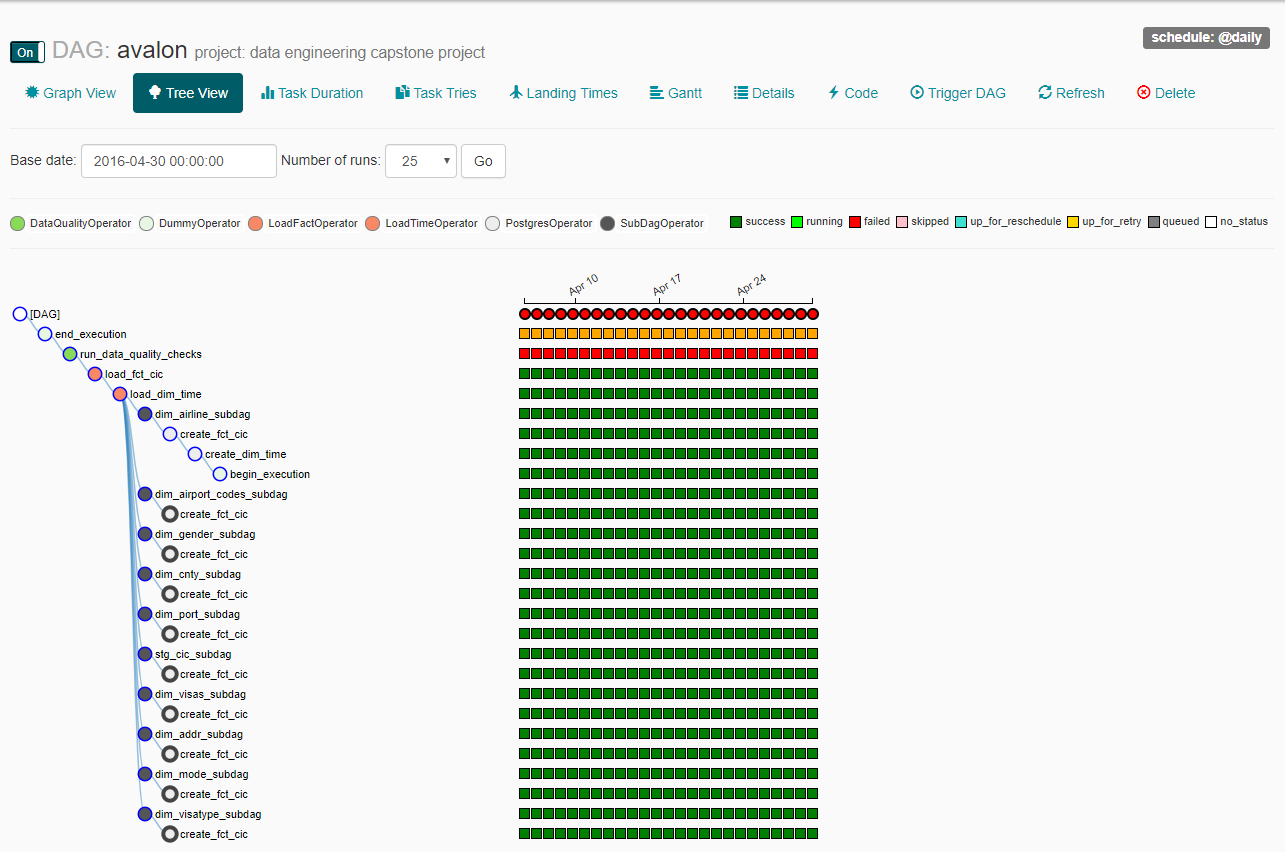 On DAG: avalon project: data engineering capstone project
schedule: @daily
Graph View Tree View Task Duration Task Tries Landing Times Gantt Details Code Trigger DAG Refresh Delete
Base date: 2016-04-30 00:00:00 Number of runs: 25 Go
DataQualityOperator DummyOperator LoadFactOperator LoadTimeOperator PostgresOperator SubDagOperator success running failed skipped up_for_reschedule up_for_retry queued no_status
Apr 10 Apr 17 Apr 24
[DAG]
end_execution
run_data_quality_checks
load_fct_cic
load_dim_time
dim_airline_subdag
create_fct_cic
create_dim_time
begin_execution
dim_airport_codes_subdag
create_fct_cic
dim_gender_subdag
create_fct_cic
dim_cnty_subdag
create_fct_cic
dim_port_subdag
create_fct_cic
stg_cic_subdag
create_fct_cic
dim_visas_subdag
create_fct_cic
dim_addr_subdag
create_fct_cic
dim_mode_subdag
create_fct_cic
dim_visatype_subdag
create_fct_cic